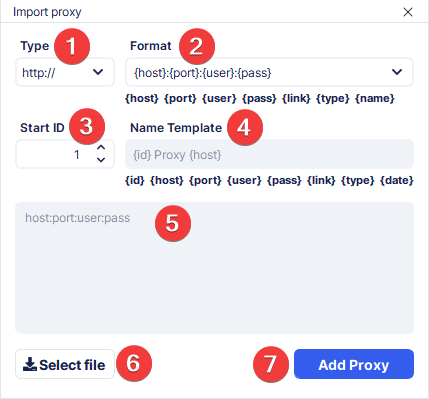 Import proxy
Type 1 Format 2
http:// {host}:{port}:{user}:{pass}
{host} {port} {user} {pass} {link} {type} {name}
Start ID 3 Name Template 4
1 {id} Proxy {host}
{id} {host} {port} {user} {pass} {link} {type} {date}
host:port:user:pass 5
Select file 6 7 Add Proxy